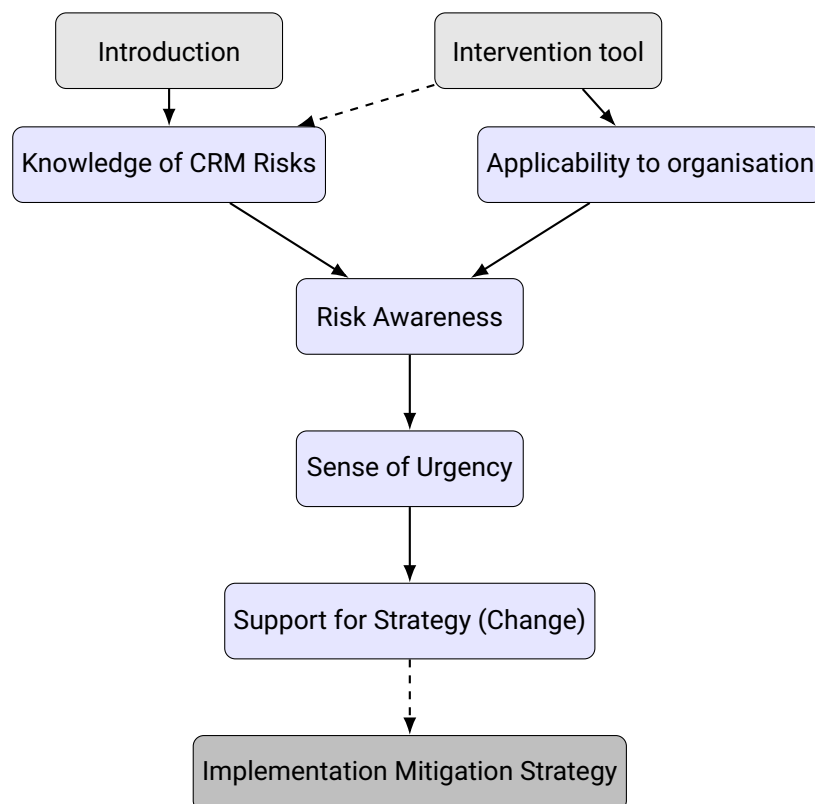 Introduction
Intervention tool
Knowledge of CRM Risks
Applicability to organisation
Risk Awareness
Sense of Urgency
Support for Strategy (Change)
Implementation Mitigation Strategy